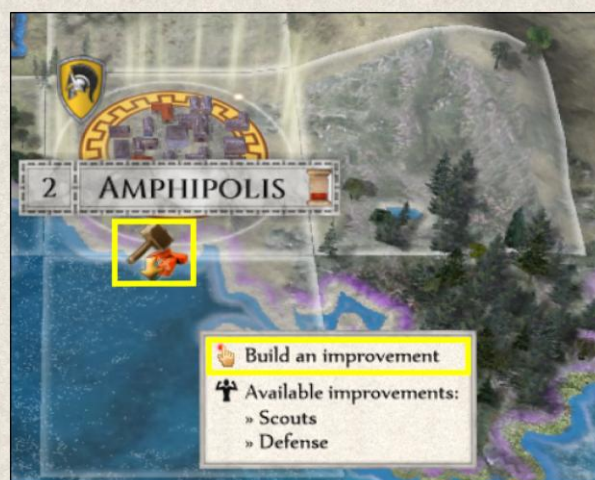 2 AMPHIPOLIS
Build an improvement
Available improvements:
» Scouts
» Defense